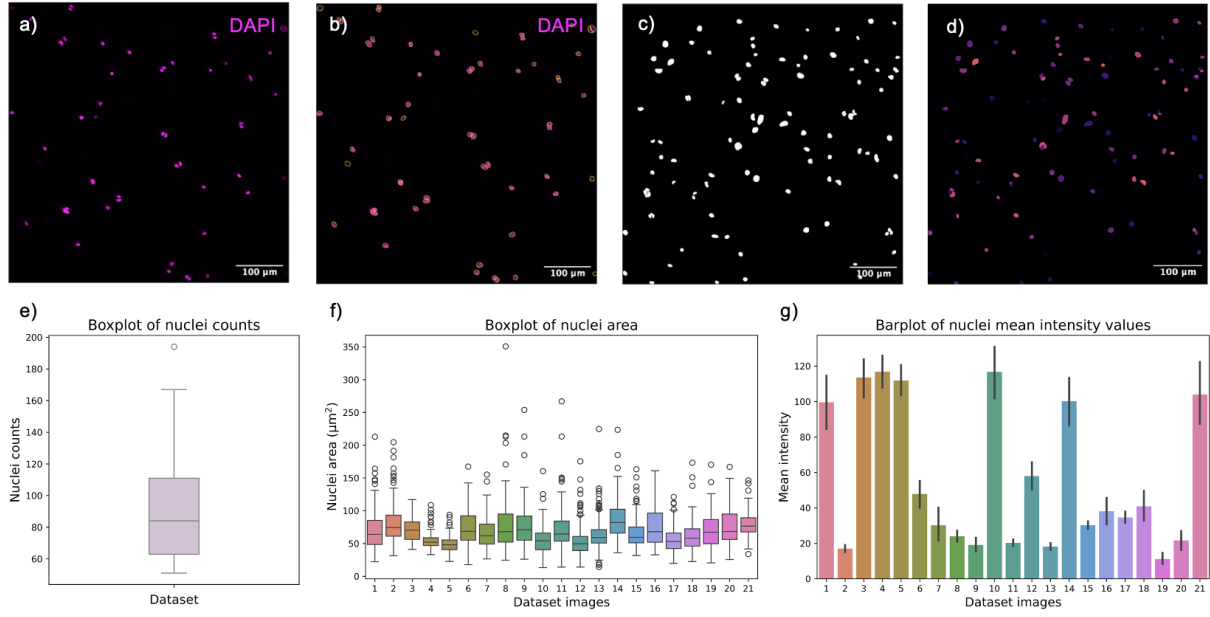 a) DAPI
100 µm
b) DAPI
100 µm
c)
100 µm
d)
100 µm
e)
Boxplot of nuclei counts
Nuclei counts
200
180
160
140
120
100
80
60
Dataset
f)
Boxplot of nuclei area
Nuclei area (µm²)
350
300
250
200
150
100
50
0
1 2 3 4 5 6 7 8 9 10 11 12 13 14 15 16 17 18 19 20 21
Dataset images
g)
Barplot of nuclei mean intensity values
Mean intensity
120
100
80
60
40
20
0
1 2 3 4 5 6 7 8 9 10 11 12 13 14 15 16 17 18 19 20 21
Dataset images